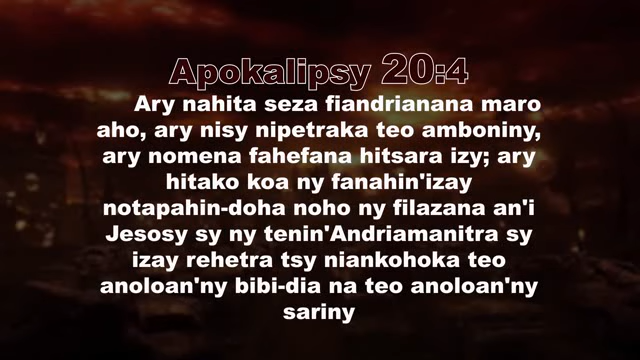 Apokalipsy 20:4
Ary nahita seza fiandrianana maro
aho, ary nisy nipetraka teo amboniny,
ary nomena fahefana hitsara izy; ary
hitako koa ny fanahin'izay
notapahin-doha noho ny filazana an'i
Jesosy sy ny tenin'Andriamanitra sy
izay rehetra tsy niankohoka teo
anoloan'ny bibi-dia na teo anoloan'ny
sariny